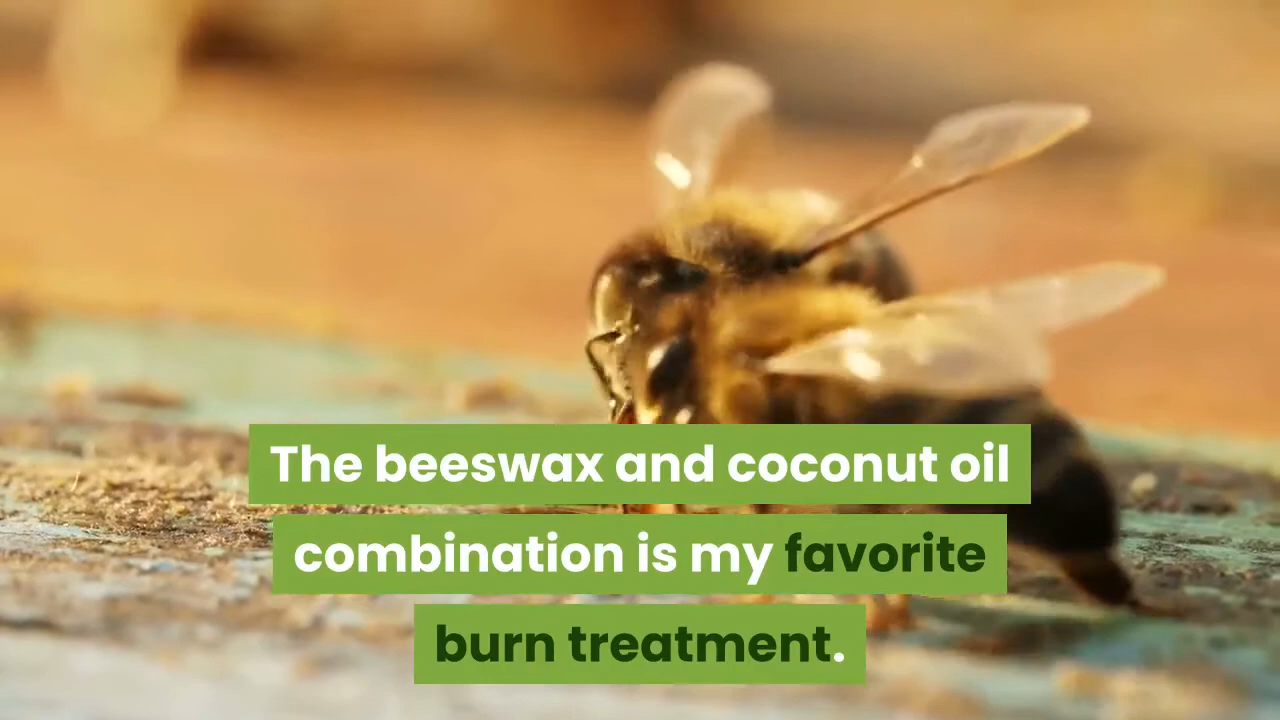 The beeswax and coconut oil
combination is my favorite
burn treatment.